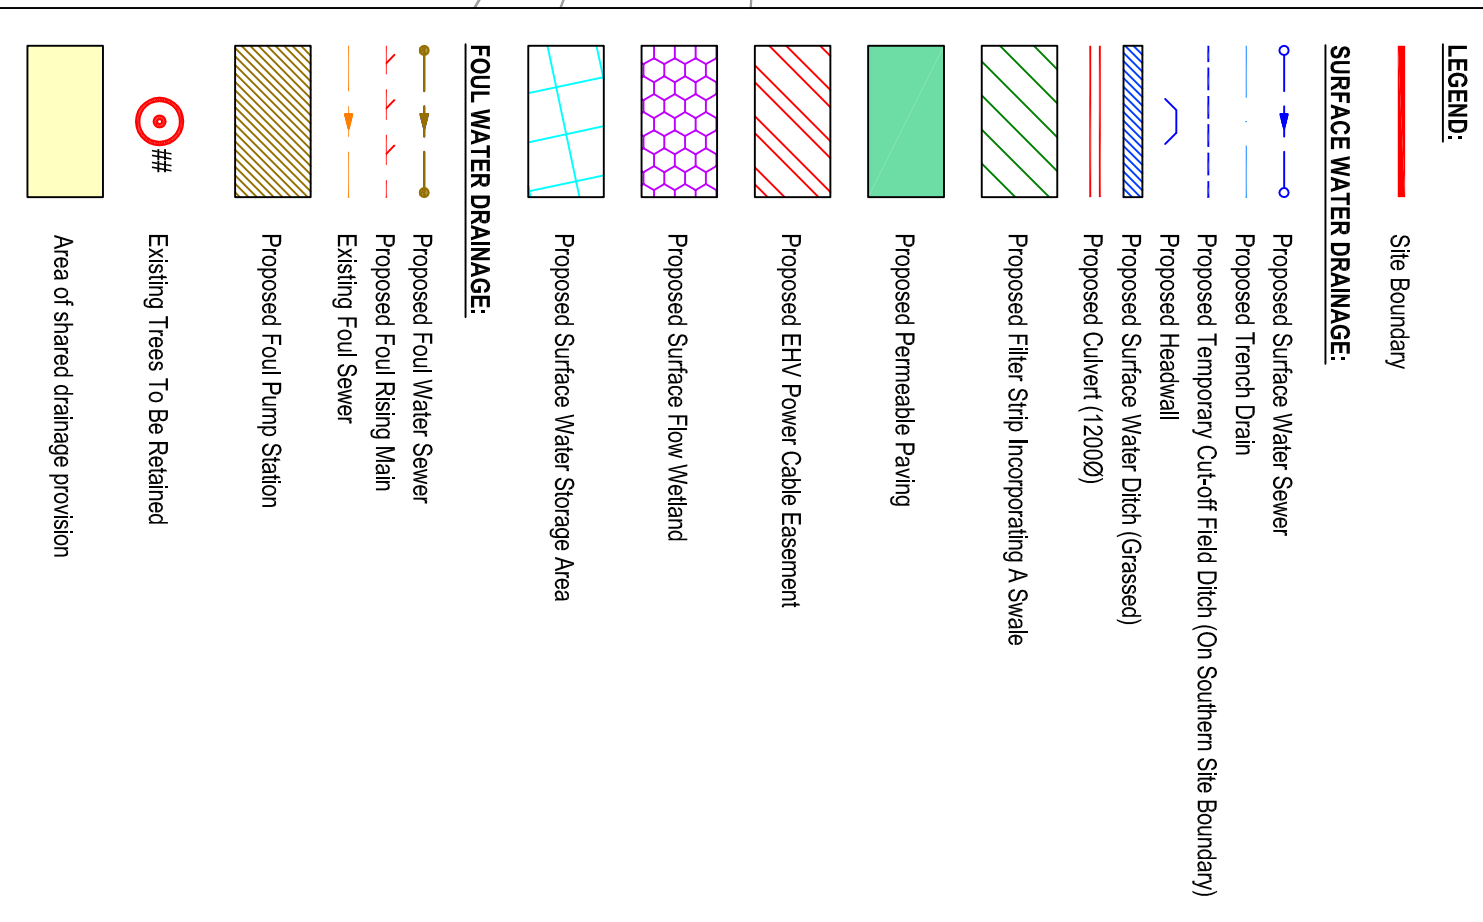 LEGEND:
Site Boundary
SURFACE WATER DRAINAGE:
Proposed Surface Water Sewer
Proposed Trench Drain
Proposed Temporary Cut-off Field Ditch (On Southern Site Boundary)
Proposed Headwall
Proposed Surface Water Ditch (Grassed)
Proposed Culvert (1200Ø)
Proposed Filter Strip Incorporating A Swale
Proposed Permeable Paving
Proposed EHV Power Cable Easement
Proposed Surface Flow Wetland
Proposed Surface Water Storage Area
FOUL WATER DRAINAGE:
Proposed Foul Water Sewer
Proposed Foul Rising Main
Existing Foul Sewer
Proposed Foul Pump Station
## Existing Trees To Be Retained
Area of shared drainage provision